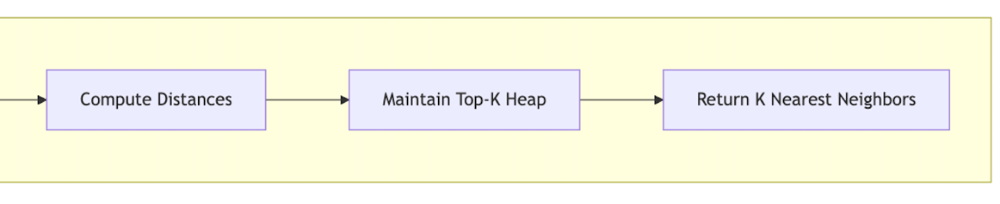 Compute Distances
Maintain Top-K Heap
Return K Nearest Neighbors